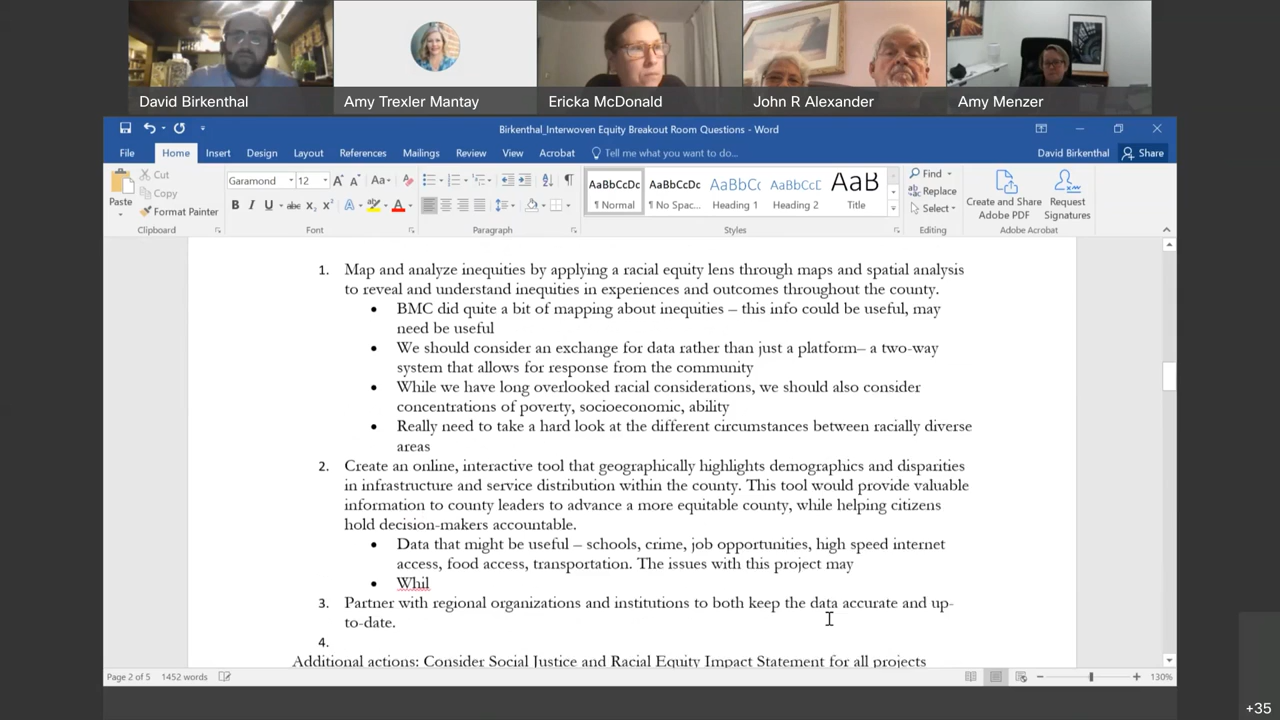 David Birkenthal
Amy Trexler Mantay
Ericka McDonald
John R Alexander
Amy Menzer
Birkenthal_Interwoven Equity Breakout Room Questions - Word
File Home Insert Design Layout References Mailings Review View Acrobat Tell me what you want to do... David Birkenthal Share
Paste
Cut
Copy
Format Painter
Clipboard
Garamond 12
Font
Paragraph
AaBbCcDc AaBbCcDc AaBbCc AaBbCcD AaB
¶ Normal ¶ No Spac... Heading 1 Heading 2 Title
Styles
Find
Replace
Select
Editing
Create and Share
Adobe PDF
Request
Signatures
Adobe Acrobat
1. Map and analyze inequities by applying a racial equity lens through maps and spatial analysis
to reveal and understand inequities in experiences and outcomes throughout the county.
• BMC did quite a bit of mapping about inequities – this info could be useful, may
need be useful
• We should consider an exchange for data rather than just a platform– a two-way
system that allows for response from the community
• While we have long overlooked racial considerations, we should also consider
concentrations of poverty, socioeconomic, ability
• Really need to take a hard look at the different circumstances between racially diverse
areas
2. Create an online, interactive tool that geographically highlights demographics and disparities
in infrastructure and service distribution within the county. This tool would provide valuable
information to county leaders to advance a more equitable county, while helping citizens
hold decision-makers accountable.
• Data that might be useful – schools, crime, job opportunities, high speed internet
access, food access, transportation. The issues with this project may
• Whil
3. Partner with regional organizations and institutions to both keep the data accurate and up-
to-date.
4.
Additional actions: Consider Social Justice and Racial Equity Impact Statement for all projects
Page 2 of 5 1452 words
130%
+35